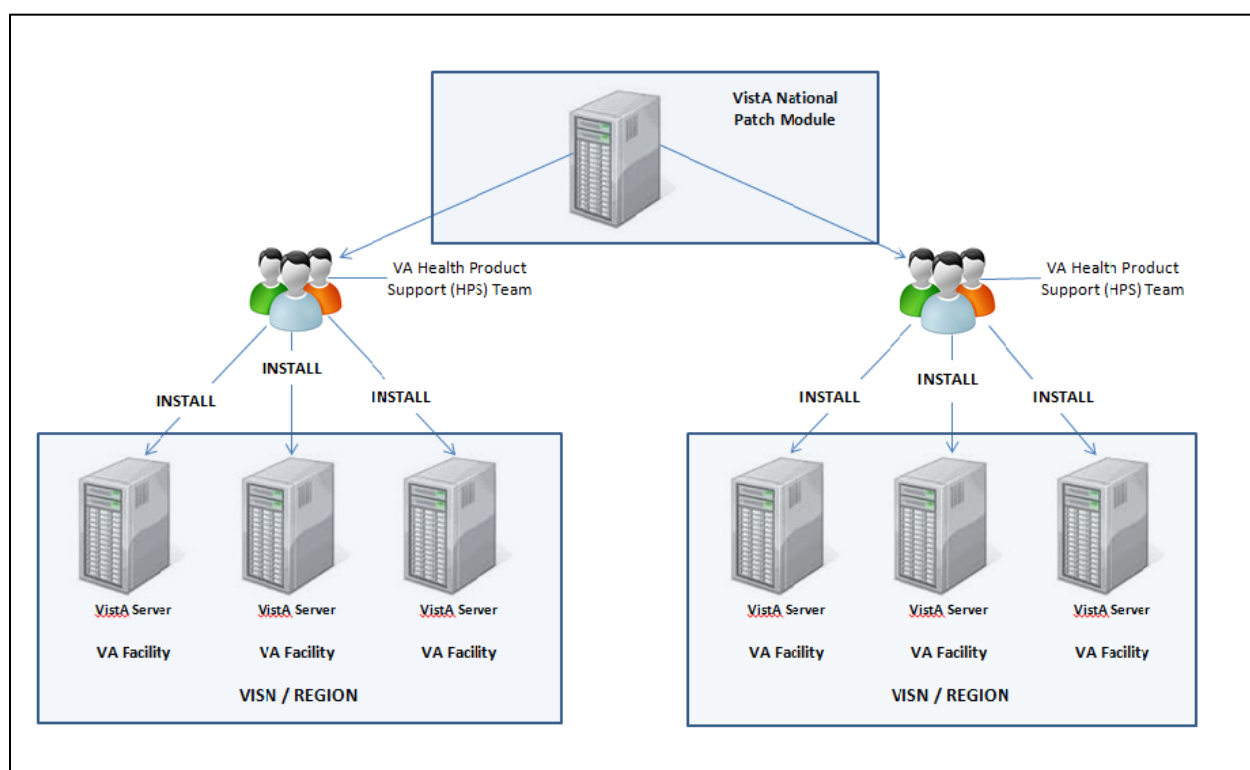 VistA National
Patch Module
VA Health Product
Support (HPS) Team
VA Health Product
Support (HPS) Team
INSTALL
INSTALL
INSTALL
INSTALL
INSTALL
INSTALL
VistA Server
VistA Server
VistA Server
VA Facility
VA Facility
VA Facility
VISN / REGION
VistA Server
VistA Server
VistA Server
VA Facility
VA Facility
VA Facility
VISN / REGION